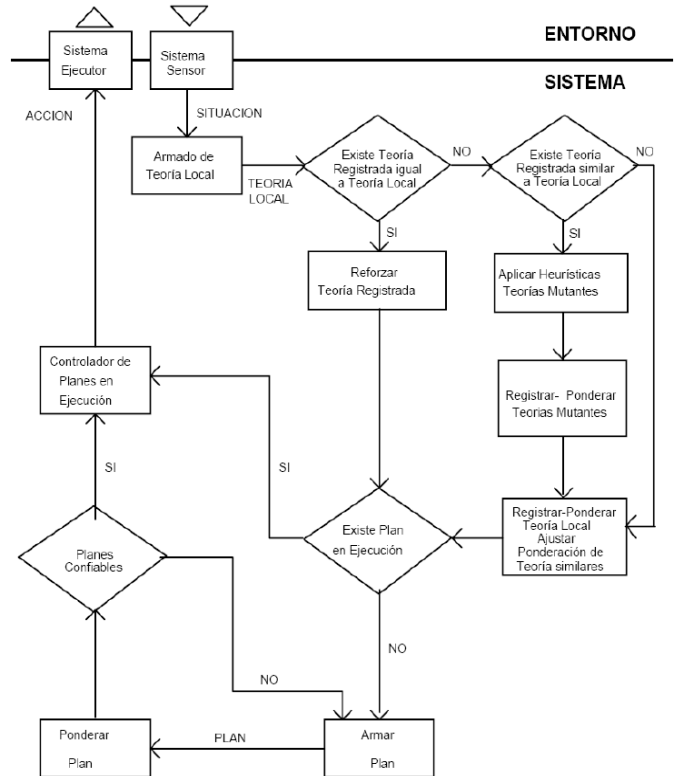 ENTORNO
Sistema
Ejecutor
Sistema
Sensor
SISTEMA
ACCION
SITUACION
Armado de
Teoría Local
TEORIA
LOCAL
Existe Teoría
Registrada igual
a Teoría Local
NO
Existe Teoría
Registrada similar
a Teoría Local
NO
SI
SI
Reforzar
Teoría Registrada
Aplicar Heurísticas
Teorías Mutantes
Controlador de
Planes en
Ejecución
Registrar- Ponderar
Teorias Mutantes
SI
SI
Existe Plan
en Ejecución
Registrar-Ponderar
Teoría Local
Ajustar
Ponderación de
Teoría similares
Planes
Confiables
NO
NO
Ponderar
Plan
PLAN
Armar
Plan